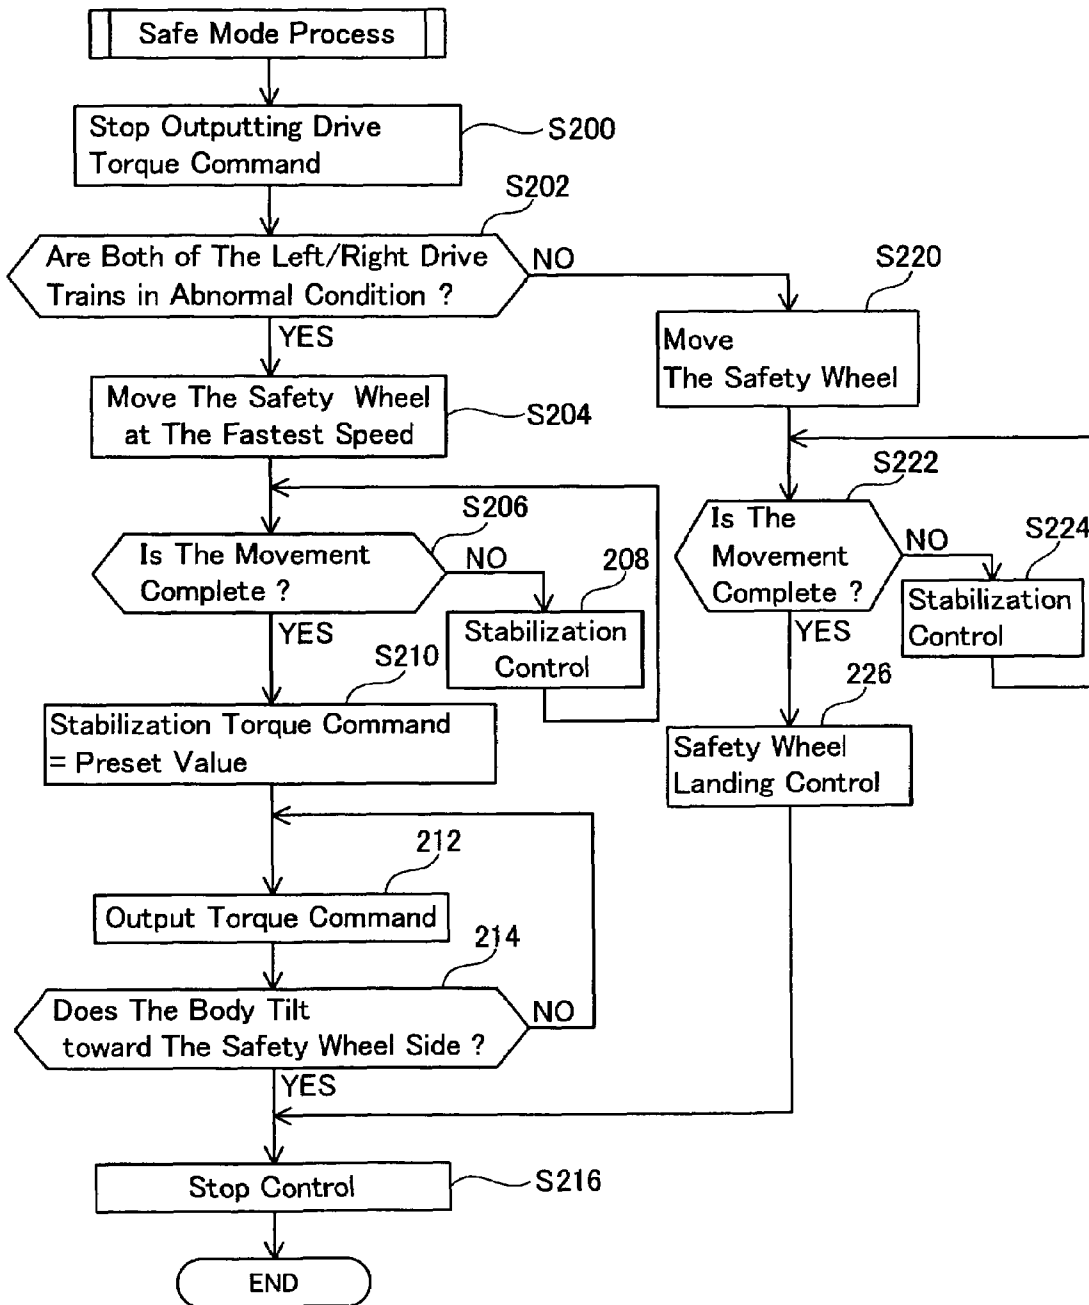 Safe Mode Process
Stop Outputting Drive
Torque Command
S200
S202
Are Both of The Left/Right Drive
Trains in Abnormal Condition ?
NO
YES
S220
Move
The Safety Wheel
Move The Safety Wheel
at The Fastest Speed
S204
S222
Is The
Movement
Complete ?
NO
YES
S224
Stabilization
Control
S206
Is The Movement
Complete ?
NO
YES
208
Stabilization
Control
S210
Stabilization Torque Command
= Preset Value
226
Safety Wheel
Landing Control
212
Output Torque Command
214
Does The Body Tilt
toward The Safety Wheel Side ?
NO
YES
Stop Control
S216
END